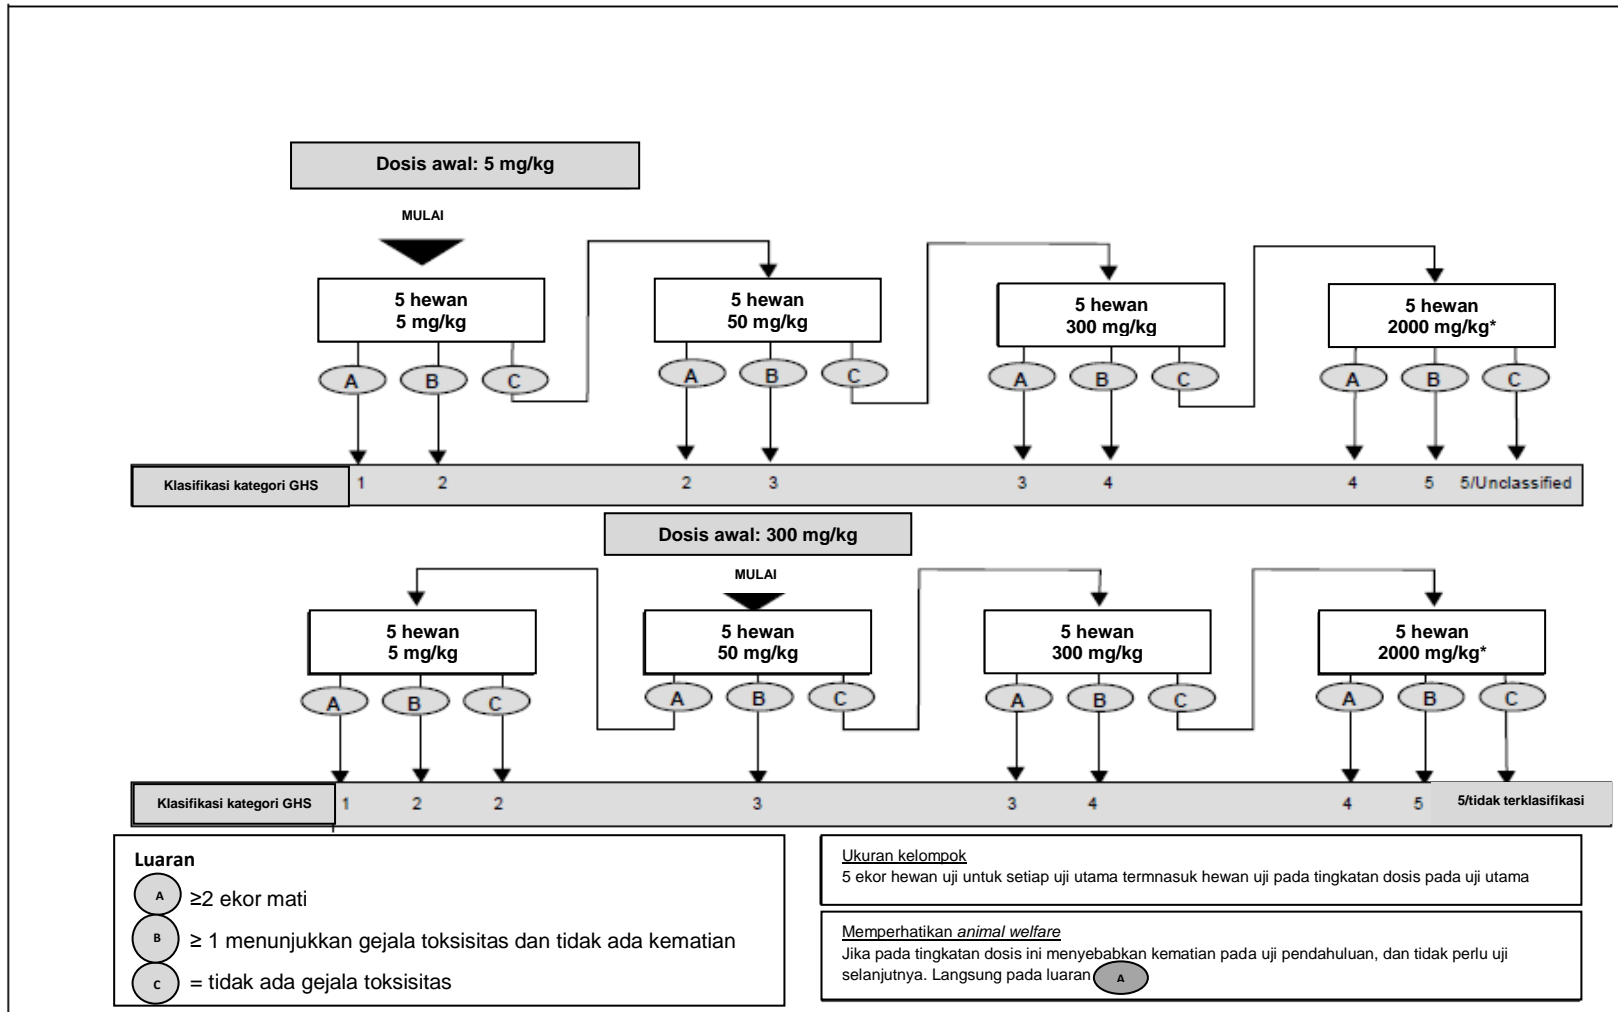 Dosis awal: 5 mg/kg
MULAI
5 hewan
5 mg/kg
5 hewan
50 mg/kg
5 hewan
300 mg/kg
5 hewan
2000 mg/kg*
A B C A B C A B C A B C
Klasifikasi kategori GHS 1 2 2 3 3 4 4 5 5/Unclassified
Dosis awal: 300 mg/kg
MULAI
5 hewan
5 mg/kg
5 hewan
50 mg/kg
5 hewan
300 mg/kg
5 hewan
2000 mg/kg*
A B C A B C A B C A B C
Klasifikasi kategori GHS 1 2 2 3 3 4 4 5 5/tidak terklasifikasi
Luaran
A ≥2 ekor mati
B ≥ 1 menunjukkan gejala toksisitas dan tidak ada kematian
C = tidak ada gejala toksisitas
Ukuran kelompok
5 ekor hewan uji untuk setiap uji utama termnasuk hewan uji pada tingkatan dosis pada uji utama
Memperhatikan animal welfare
Jika pada tingkatan dosis ini menyebabkan kematian pada uji pendahuluan, dan tidak perlu uji
selanjutnya. Langsung pada luaran A